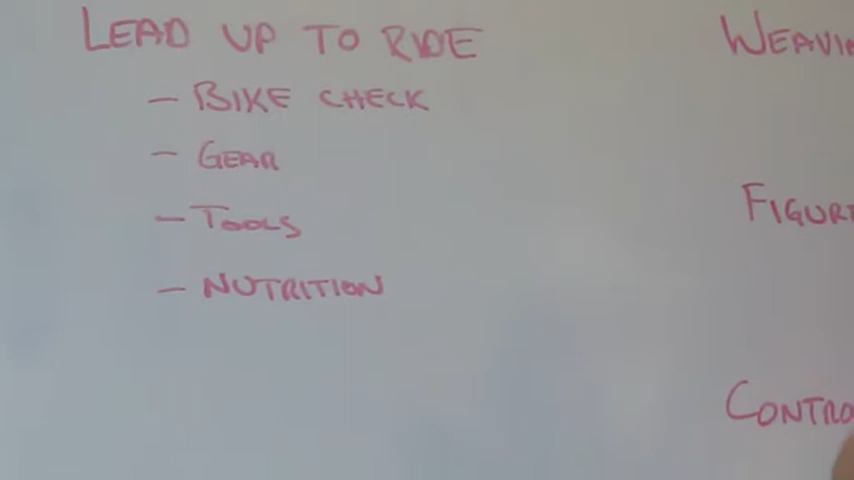 LEAD UP TO RIDE
- BIKE CHECK
- GEAR
- TOOLS
- NUTRITION